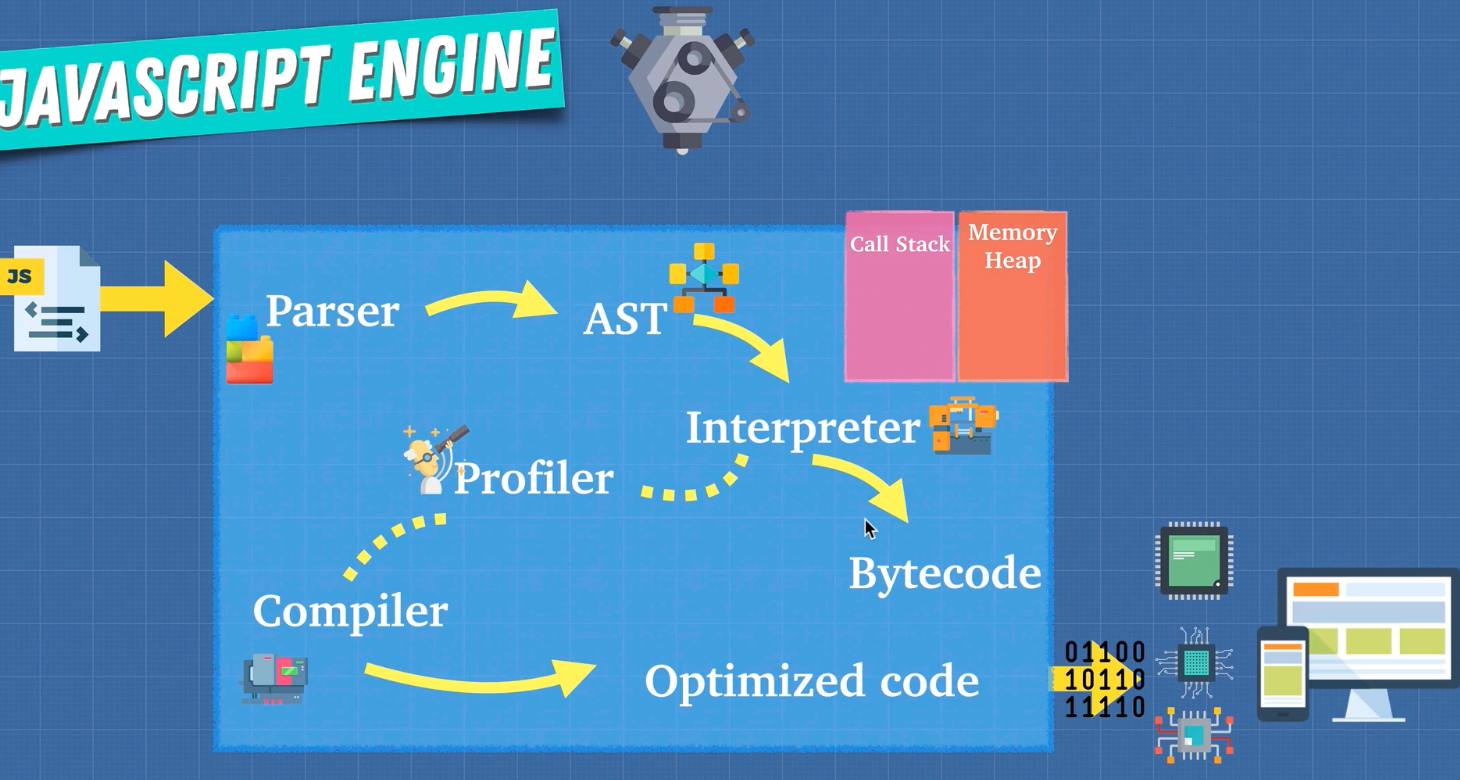 JAVASCRIPT ENGINE
Call Stack
Memory
Heap
JS
Parser
AST
Interpreter
Profiler
Bytecode
Compiler
Optimized code
01100
10110
11110